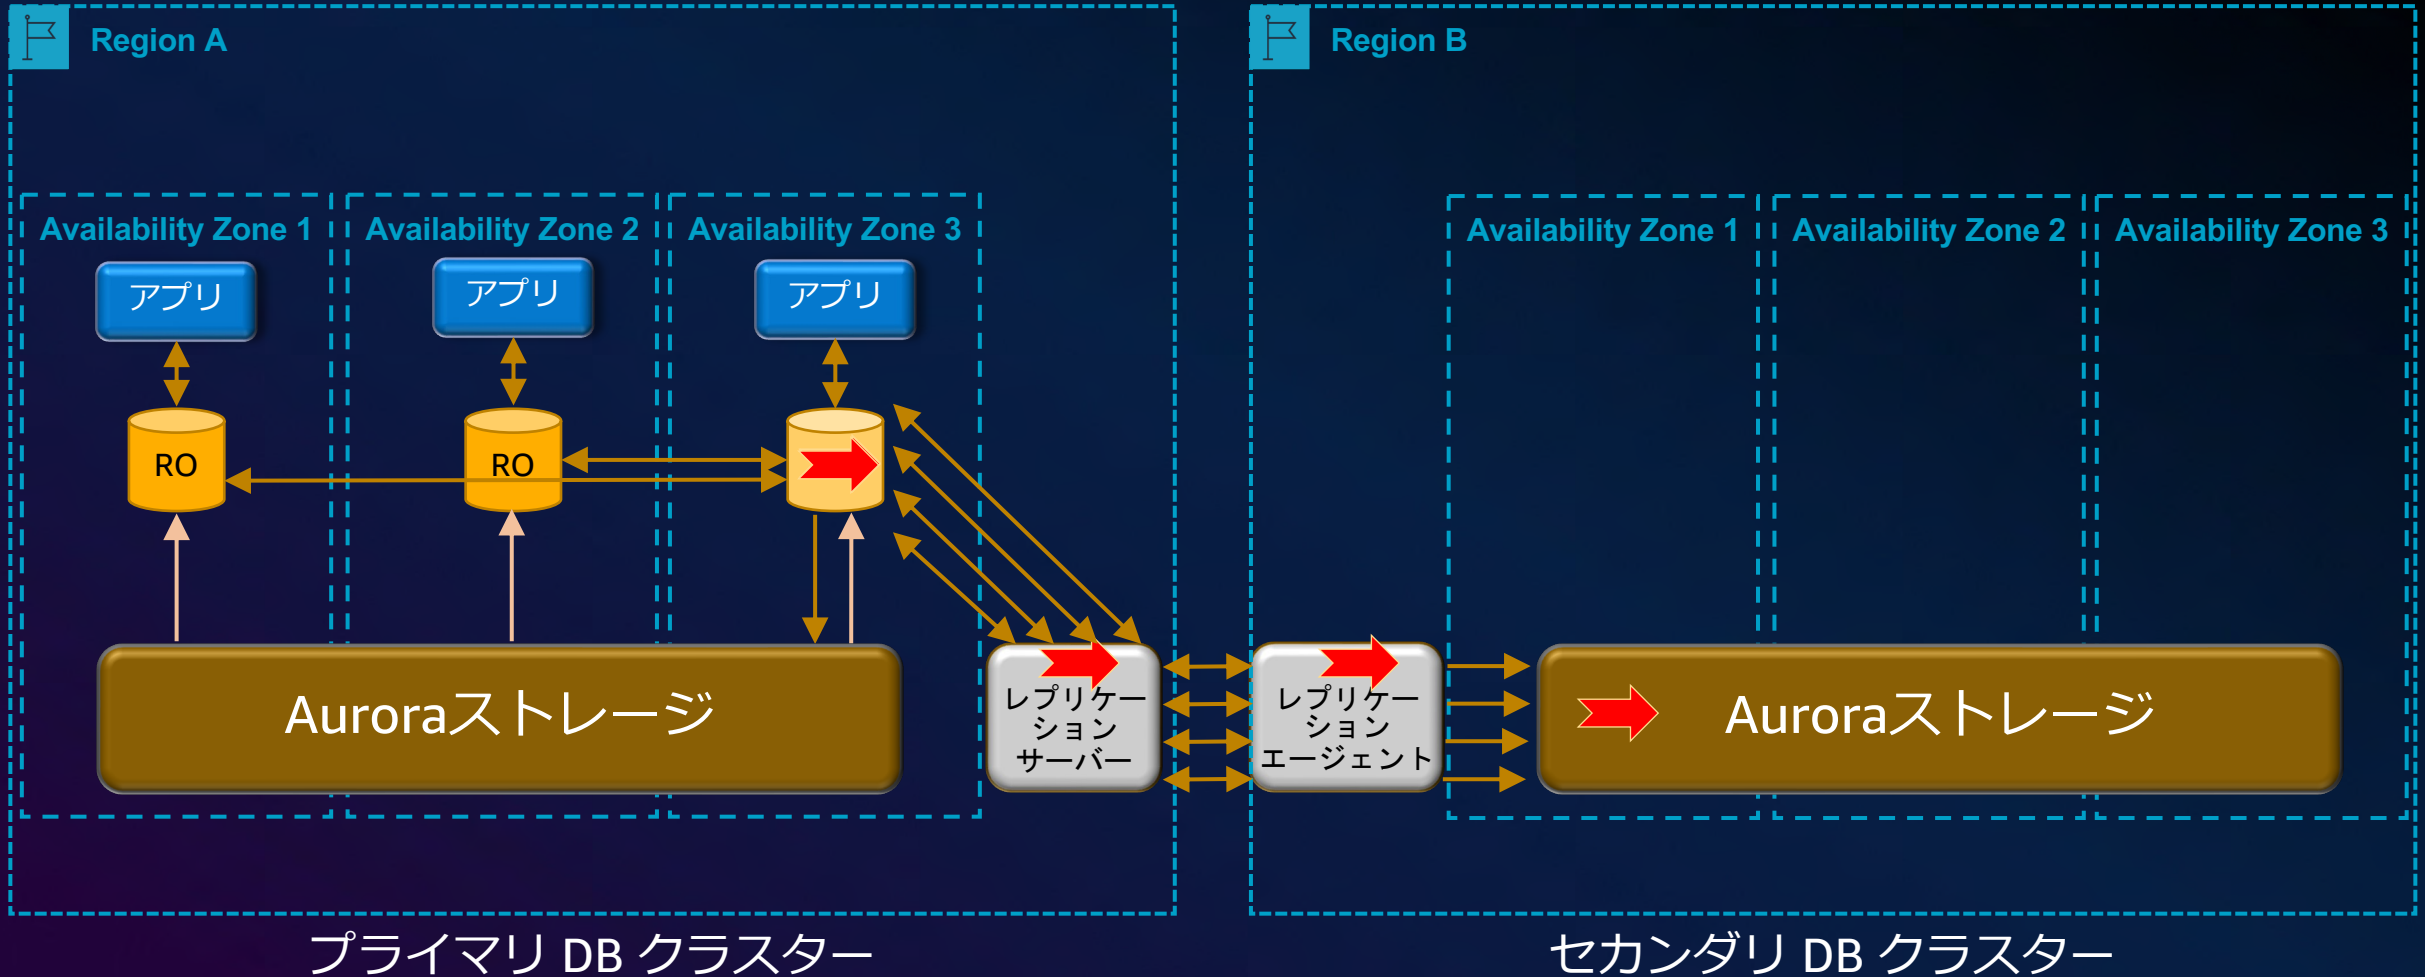 Region A
Region B
Availability Zone 1
Availability Zone 2
Availability Zone 3
Availability Zone 1
Availability Zone 2
Availability Zone 3
アプリ
アプリ
アプリ
RO
RO
Auroraストレージ
レプリケー
ション
サーバー
レプリケー
ション
エージェント
Auroraストレージ
プライマリ DB クラスター
セカンダリ DB クラスター